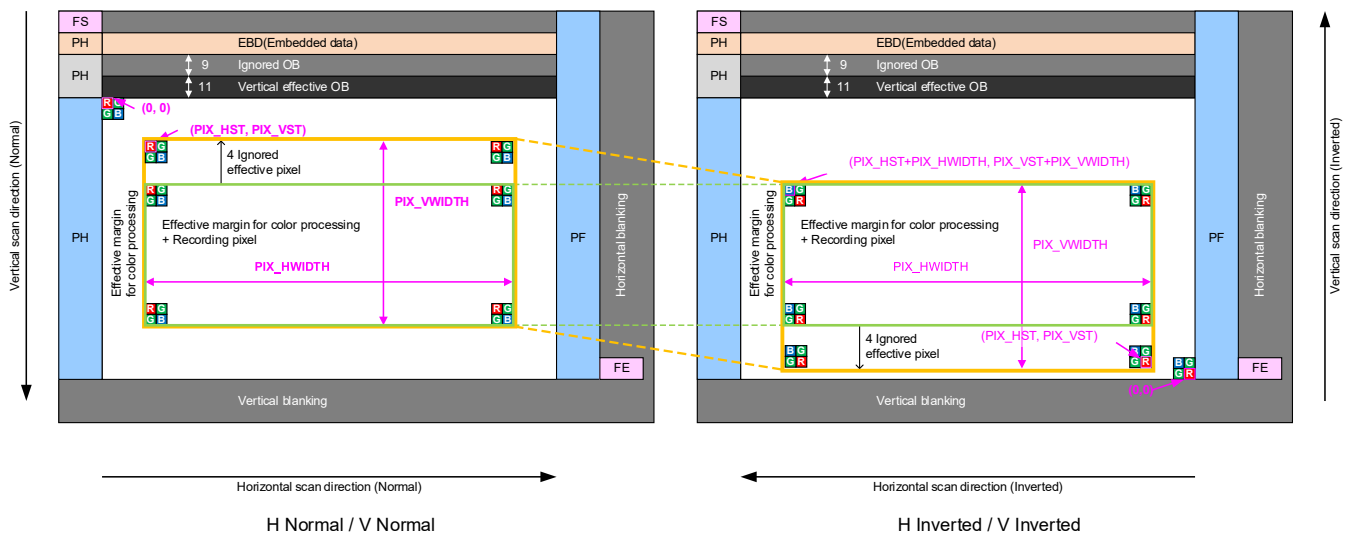 FS
PH
EBD(Embedded data)
PH
9
Ignored OB
11
Vertical effective OB
R G
G B
(0, 0)
(PIX_HST, PIX_VST)
R G
G B
R G
G B
4 Ignored
effective pixel
R G
G B
R G
G B
PIX_VWIDTH
Effective margin
for color processing
Effective margin for color processing
+ Recording pixel
PIX_HWIDTH
R G
G B
R G
G B
PH
PF
Horizontal blanking
FE
Vertical blanking
Vertical scan direction (Normal)
Horizontal scan direction (Normal)
H Normal / V Normal
FS
PH
EBD(Embedded data)
PH
9
Ignored OB
11
Vertical effective OB
(PIX_HST+PIX_HWIDTH, PIX_VST+PIX_VWIDTH)
B G
G R
B G
G R
Effective margin
for color processing
Effective margin for color processing
+ Recording pixel
PIX_VWIDTH
PIX_HWIDTH
B G
G R
B G
G R
4 Ignored
effective pixel
(PIX_HST, PIX_VST)
B G
G R
B G
G R
B G
G R
(0,0)
PH
PF
Horizontal blanking
FE
Vertical blanking
Vertical scan direction (Inverted)
Horizontal scan direction (Inverted)
H Inverted / V Inverted